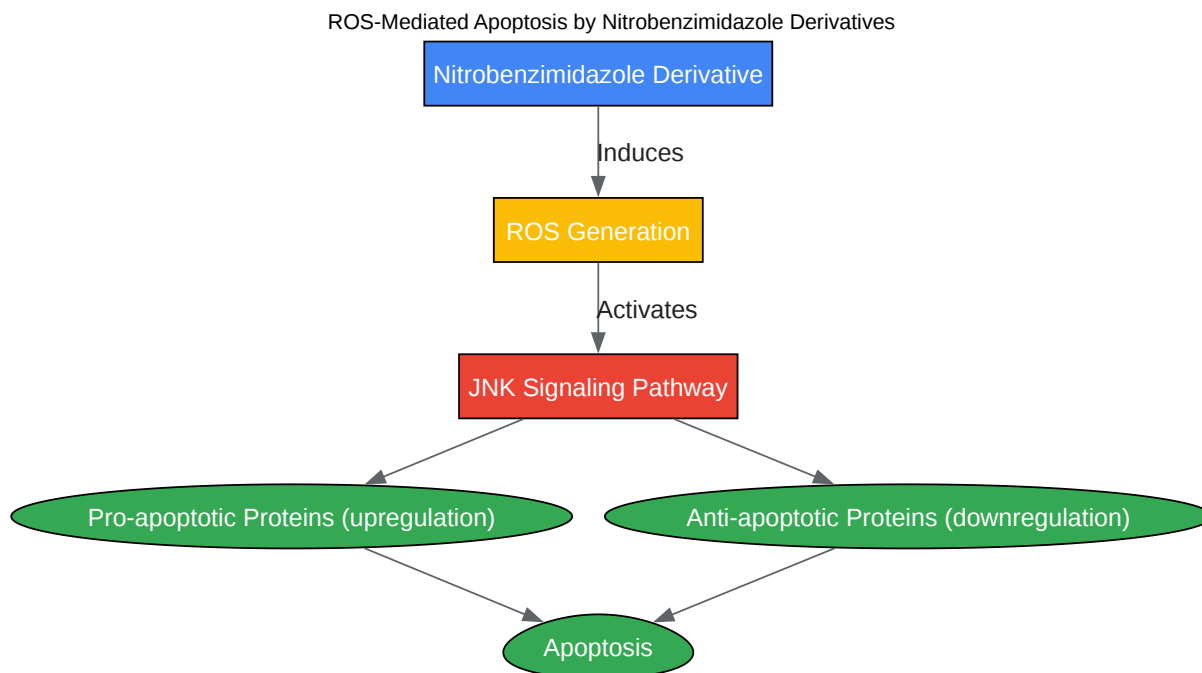 ROS-Mediated Apoptosis by Nitrobenzimidazole Derivatives
Nitrobenzimidazole Derivative
Induces
ROS Generation
Activates
JNK Signaling Pathway
Pro-apoptotic Proteins (upregulation)
Anti-apoptotic Proteins (downregulation)
Apoptosis